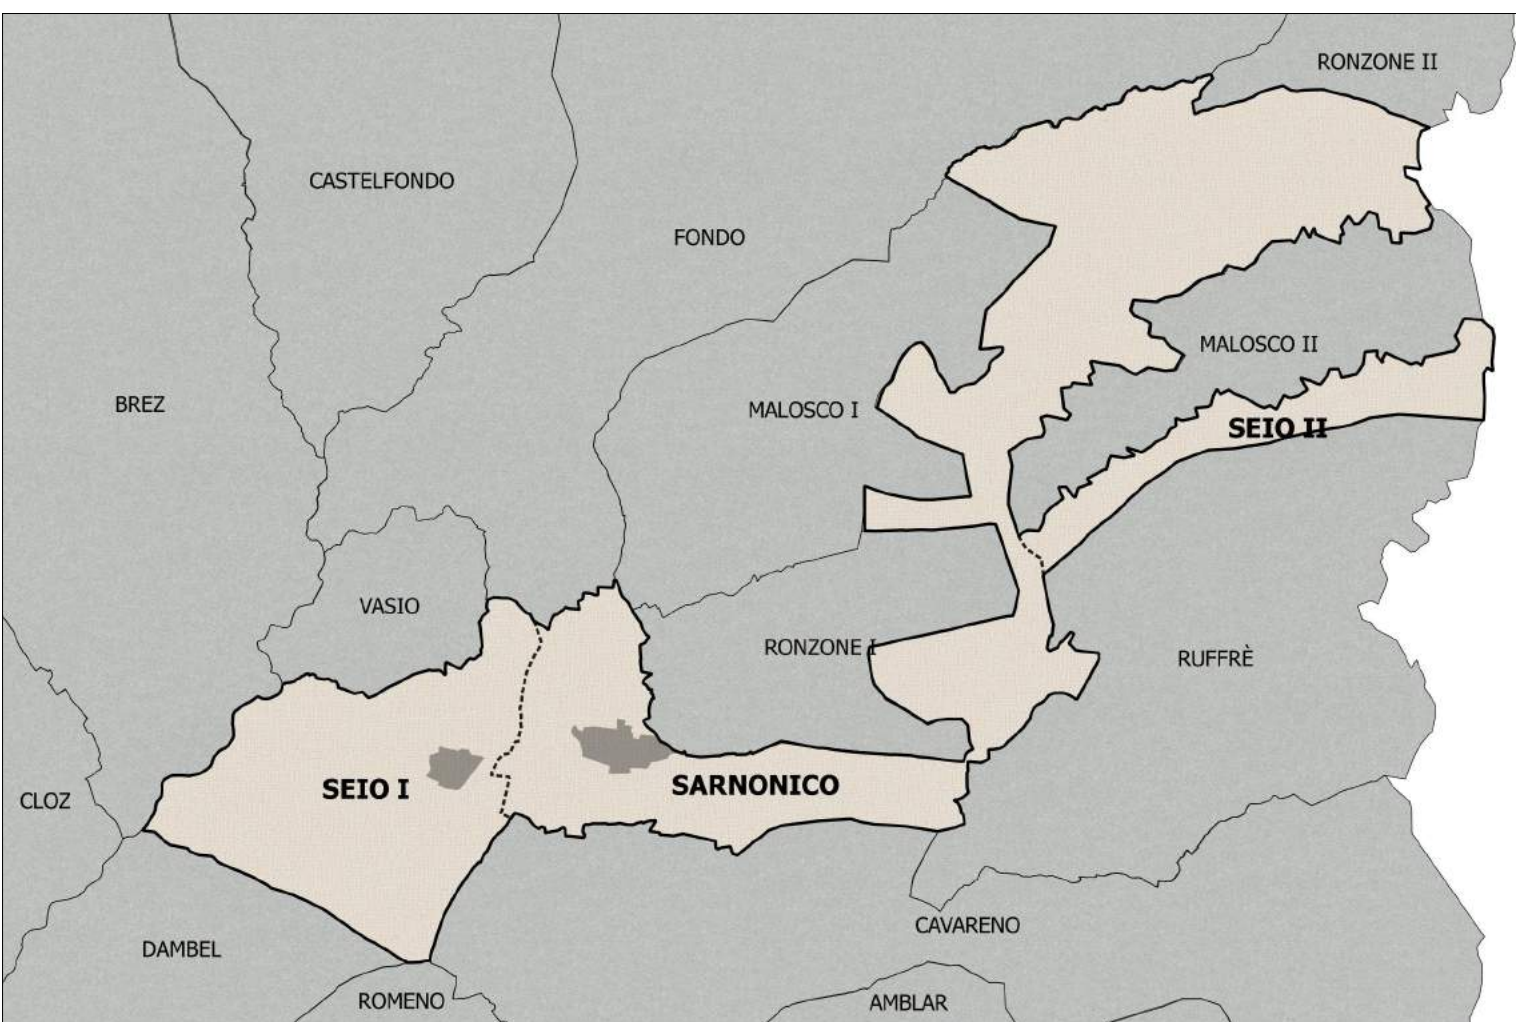 RONZONE II
CASTELFONDO
FONDO
MALOSCO II
BREZ
MALOSCO I
SEIO II
VASIO
RONZONE I
RUFFRÈ
SEIO I
SARNONICO
CLOZ
CAVARENO
DAMBEL
ROMENO
AMBLAR